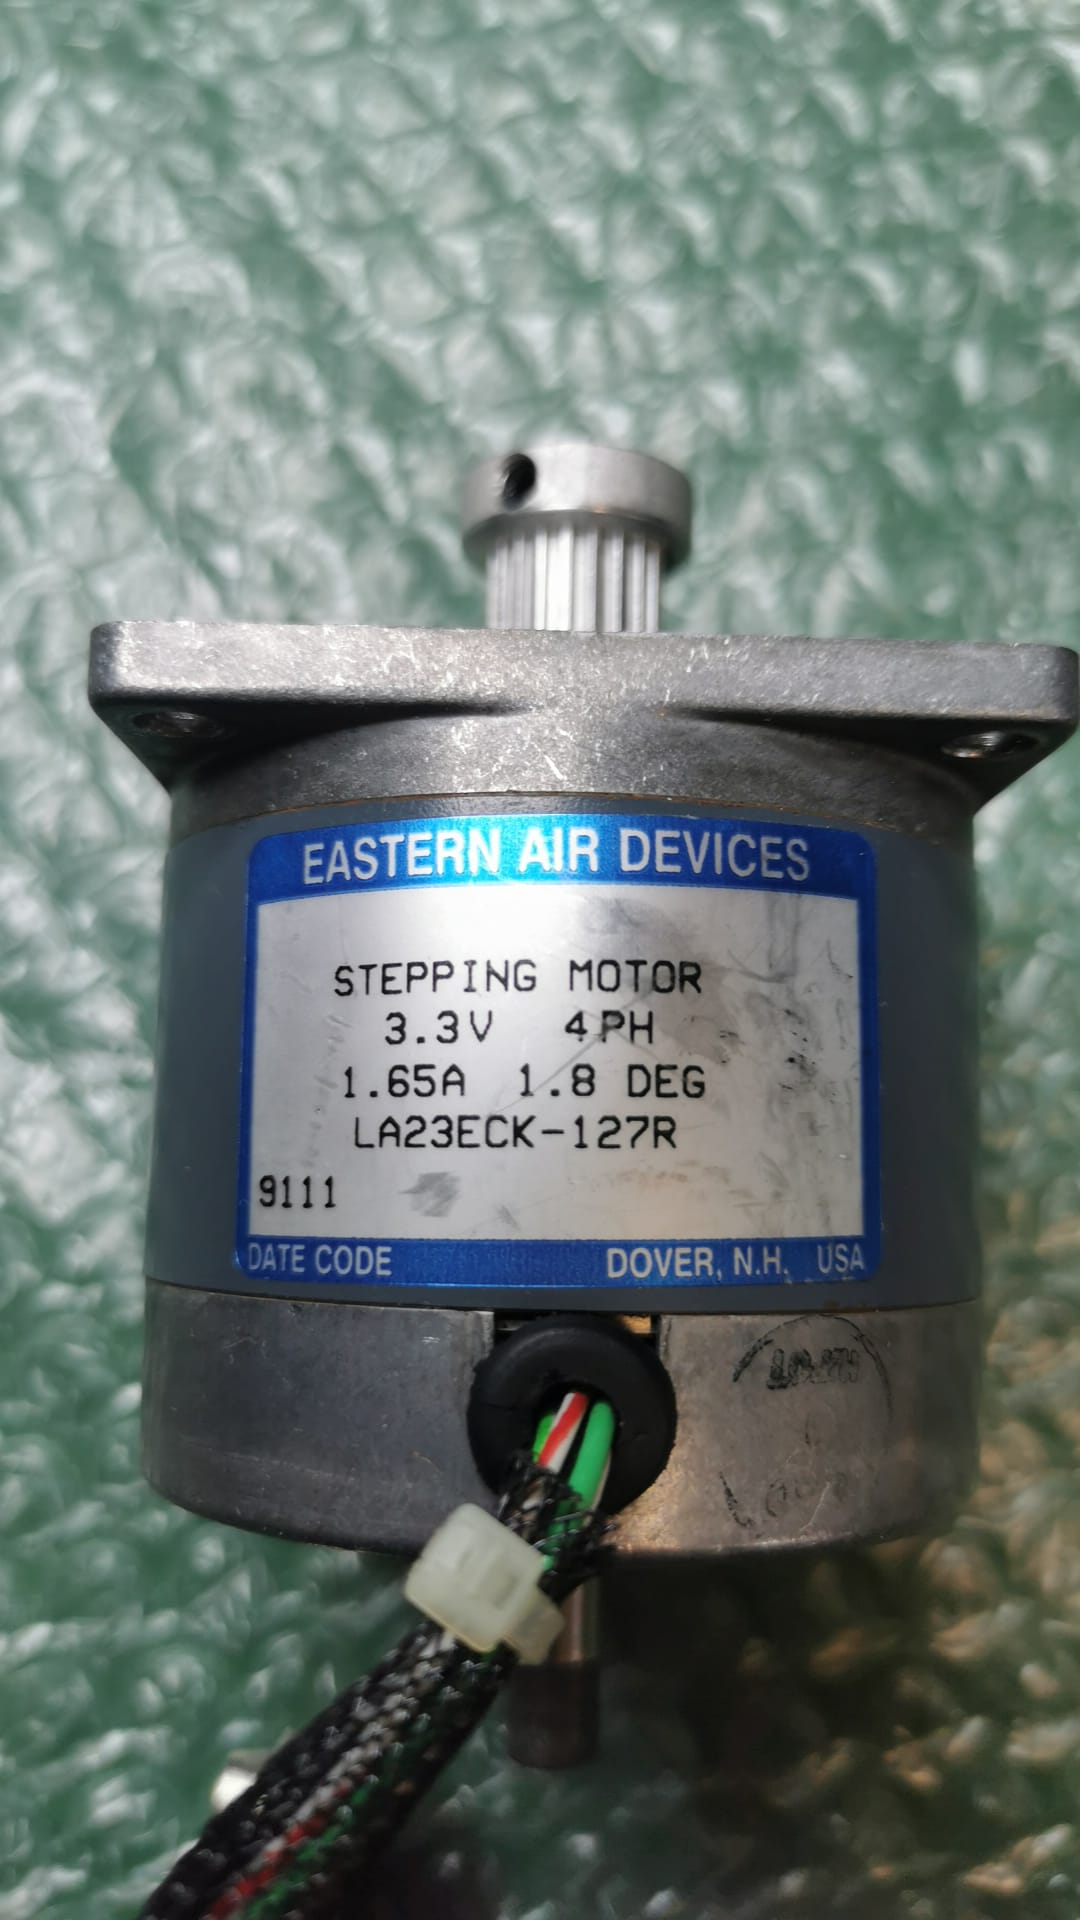 EASTERN AIR DEVICES
STEPPING MOTOR
3.3V 4PH
1.65A 1.8 DEG
LA23ECK-127R
9111
DATE CODE DOVER, N.H. USA